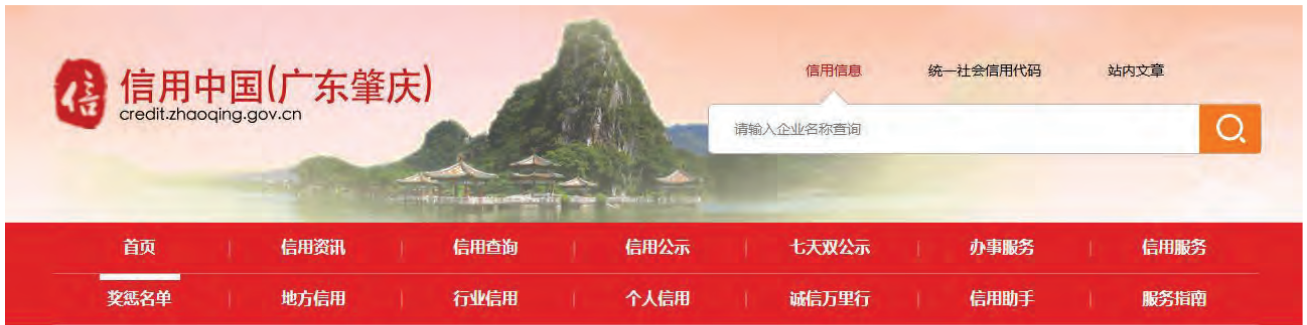 信
信用中国(广东肇庆)
credit.zhaoqing.gov.cn
信用信息 统一社会信用代码 站内文章
请输入企业名称查询
首页 信用资讯 信用查询 信用公示 七天双公示 办事服务 信用服务
奖惩名单 地方信用 行业信用 个人信用 诚信万里行 信用助手 服务指南